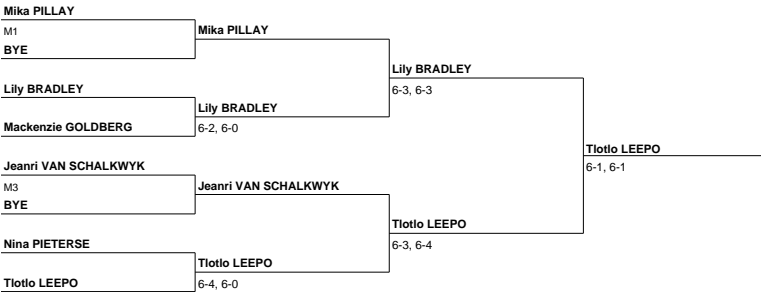 Mika PILLAY
M1
BYE
Mika PILLAY
Lily BRADLEY
Mackenzie GOLDBERG
Lily BRADLEY
6-2, 6-0
Lily BRADLEY
6-3, 6-3
Jeanri VAN SCHALKWYK
M3
BYE
Jeanri VAN SCHALKWYK
Nina PIETERSE
Tlotlo LEEPO
Tlotlo LEEPO
6-4, 6-0
Tlotlo LEEPO
6-3, 6-4
Tlotlo LEEPO
6-1, 6-1